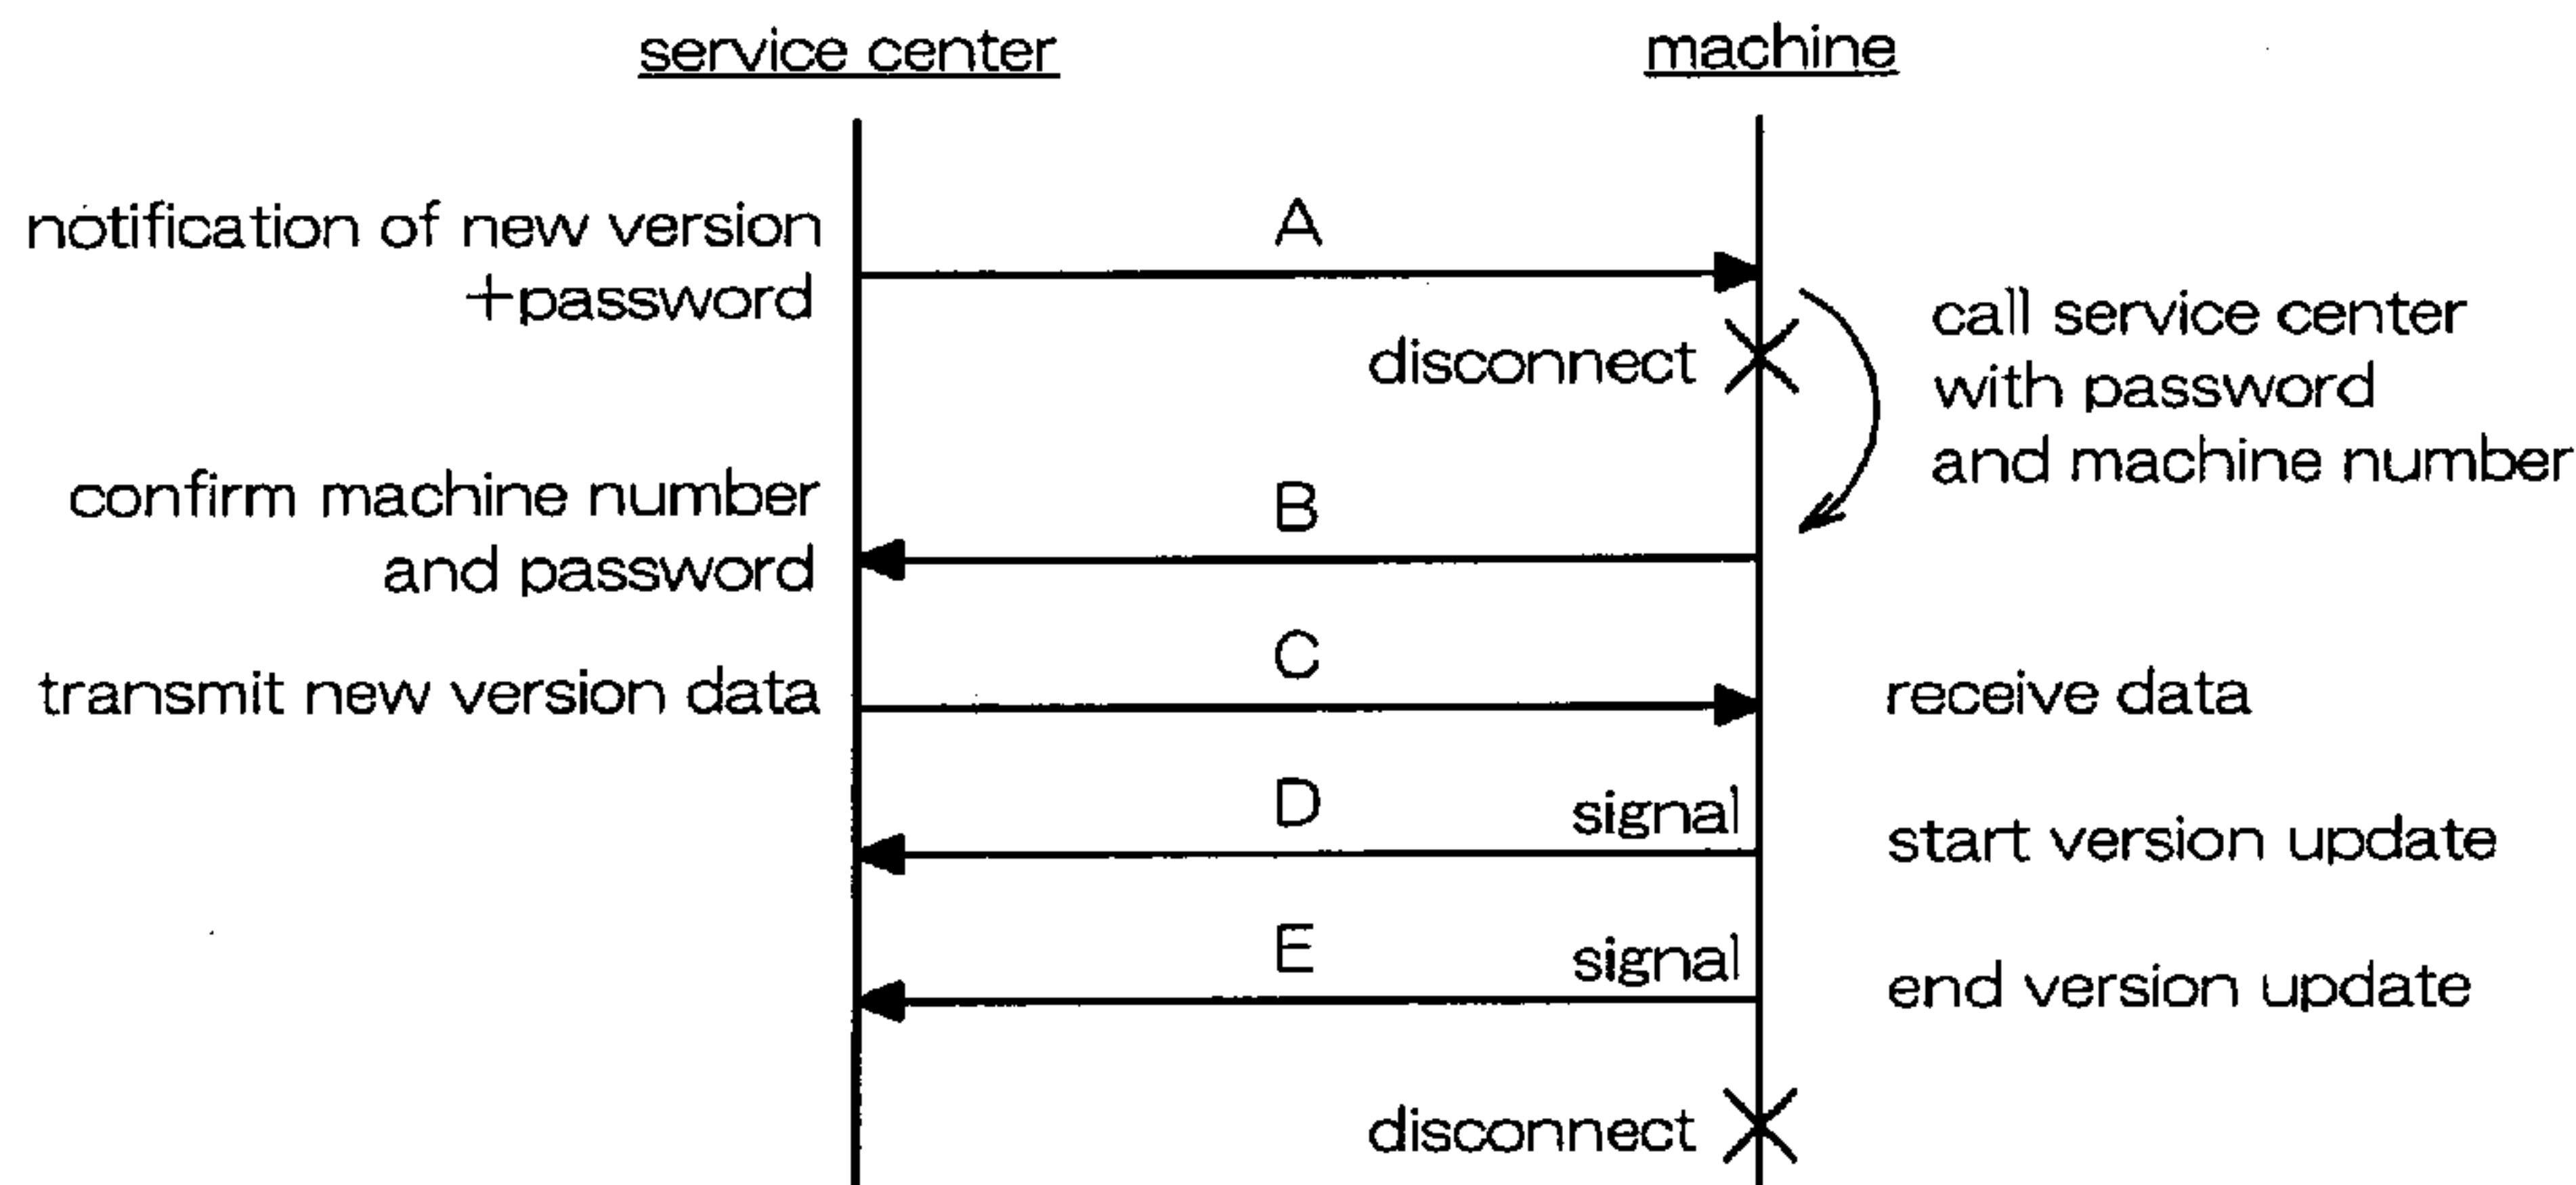 service center
machine
notification of new version
+password
A
disconnect
call service center
with password
and machine number
confirm machine number
and password
B
transmit new version data
C
receive data
D
signal
start version update
E
signal
end version update
disconnect